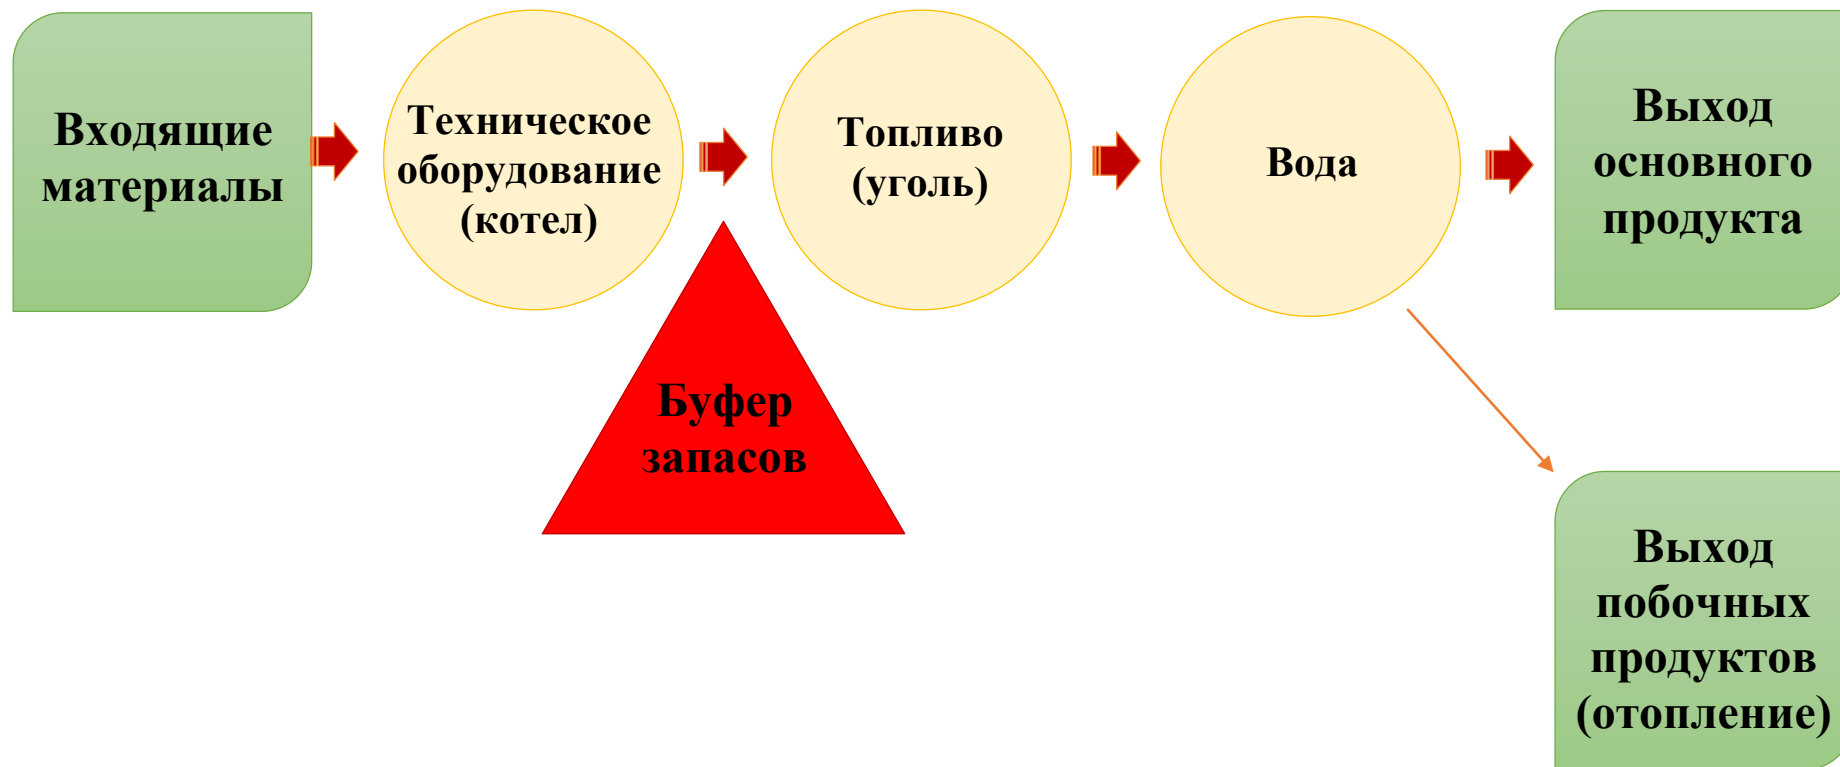 Входящие
материалы
Техническое
оборудование
(котел)
Топливо
(уголь)
Вода
Выход
основного
продукта
Буфер
запасов
Выход
побочных
продуктов
(отопление)